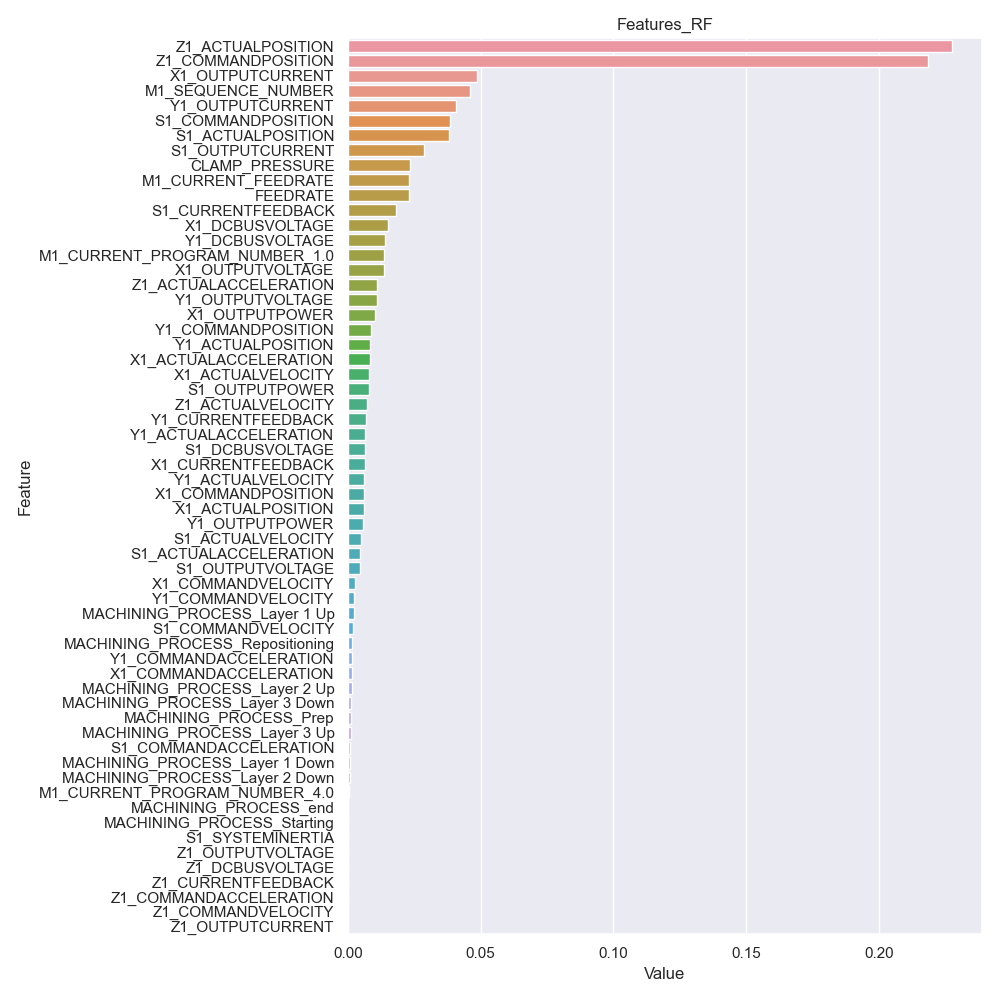 Features_RF
Z1_ACTUALPOSITION
Z1_COMMANDPOSITION
X1_OUTPUTCURRENT
M1_SEQUENCE_NUMBER
Y1_OUTPUTCURRENT
S1_COMMANDPOSITION
S1_ACTUALPOSITION
S1_OUTPUTCURRENT
CLAMP_PRESSURE
M1_CURRENT_FEEDRATE
FEEDRATE
S1_CURRENTFEEDBACK
X1_DCBUSVOLTAGE
Y1_DCBUSVOLTAGE
M1_CURRENT_PROGRAM_NUMBER_1.0
X1_OUTPUTVOLTAGE
Z1_ACTUALACCELERATION
Y1_OUTPUTVOLTAGE
X1_OUTPUTPOWER
Y1_COMMANDPOSITION
Y1_ACTUALPOSITION
X1_ACTUALACCELERATION
X1_ACTUALVELOCITY
S1_OUTPUTPOWER
Z1_ACTUALVELOCITY
Y1_CURRENTFEEDBACK
Y1_ACTUALACCELERATION
S1_DCBUSVOLTAGE
X1_CURRENTFEEDBACK
Y1_ACTUALVELOCITY
X1_COMMANDPOSITION
X1_ACTUALPOSITION
Y1_OUTPUTPOWER
S1_ACTUALVELOCITY
S1_ACTUALACCELERATION
S1_OUTPUTVOLTAGE
X1_COMMANDVELOCITY
Y1_COMMANDVELOCITY
MACHINING_PROCESS_Layer 1 Up
S1_COMMANDVELOCITY
MACHINING_PROCESS_Repositioning
Y1_COMMANDACCELERATION
X1_COMMANDACCELERATION
MACHINING_PROCESS_Layer 2 Up
MACHINING_PROCESS_Layer 3 Down
MACHINING_PROCESS_Prep
MACHINING_PROCESS_Layer 3 Up
S1_COMMANDACCELERATION
MACHINING_PROCESS_Layer 1 Down
MACHINING_PROCESS_Layer 2 Down
M1_CURRENT_PROGRAM_NUMBER_4.0
MACHINING_PROCESS_end
MACHINING_PROCESS_Starting
S1_SYSTEMINERTIA
Z1_OUTPUTVOLTAGE
Z1_DCBUSVOLTAGE
Z1_CURRENTFEEDBACK
Z1_COMMANDACCELERATION
Z1_COMMANDVELOCITY
Z1_OUTPUTCURRENT
Feature
0.00 0.05 0.10 0.15 0.20
Value